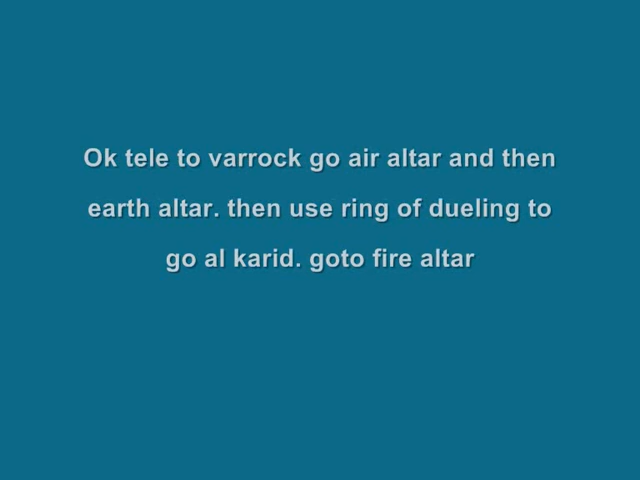 Ok tele to varrock go air altar and then
earth altar. then use ring of dueling to
go al karid. goto fire altar